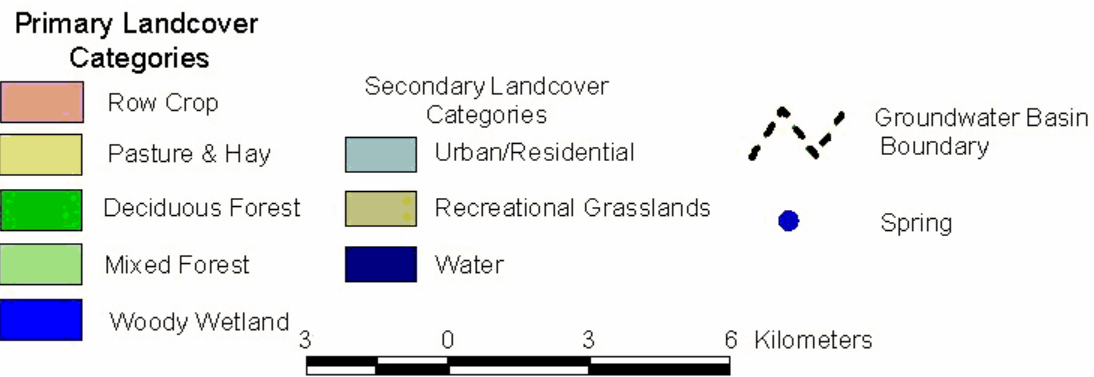 Primary Landcover
Categories
Row Crop
Pasture & Hay
Deciduous Forest
Mixed Forest
Woody Wetland
Secondary Landcover
Categories
Urban/Residential
Recreational Grasslands
Water
Groundwater Basin
Boundary
Spring
3 0 3 6 Kilometers